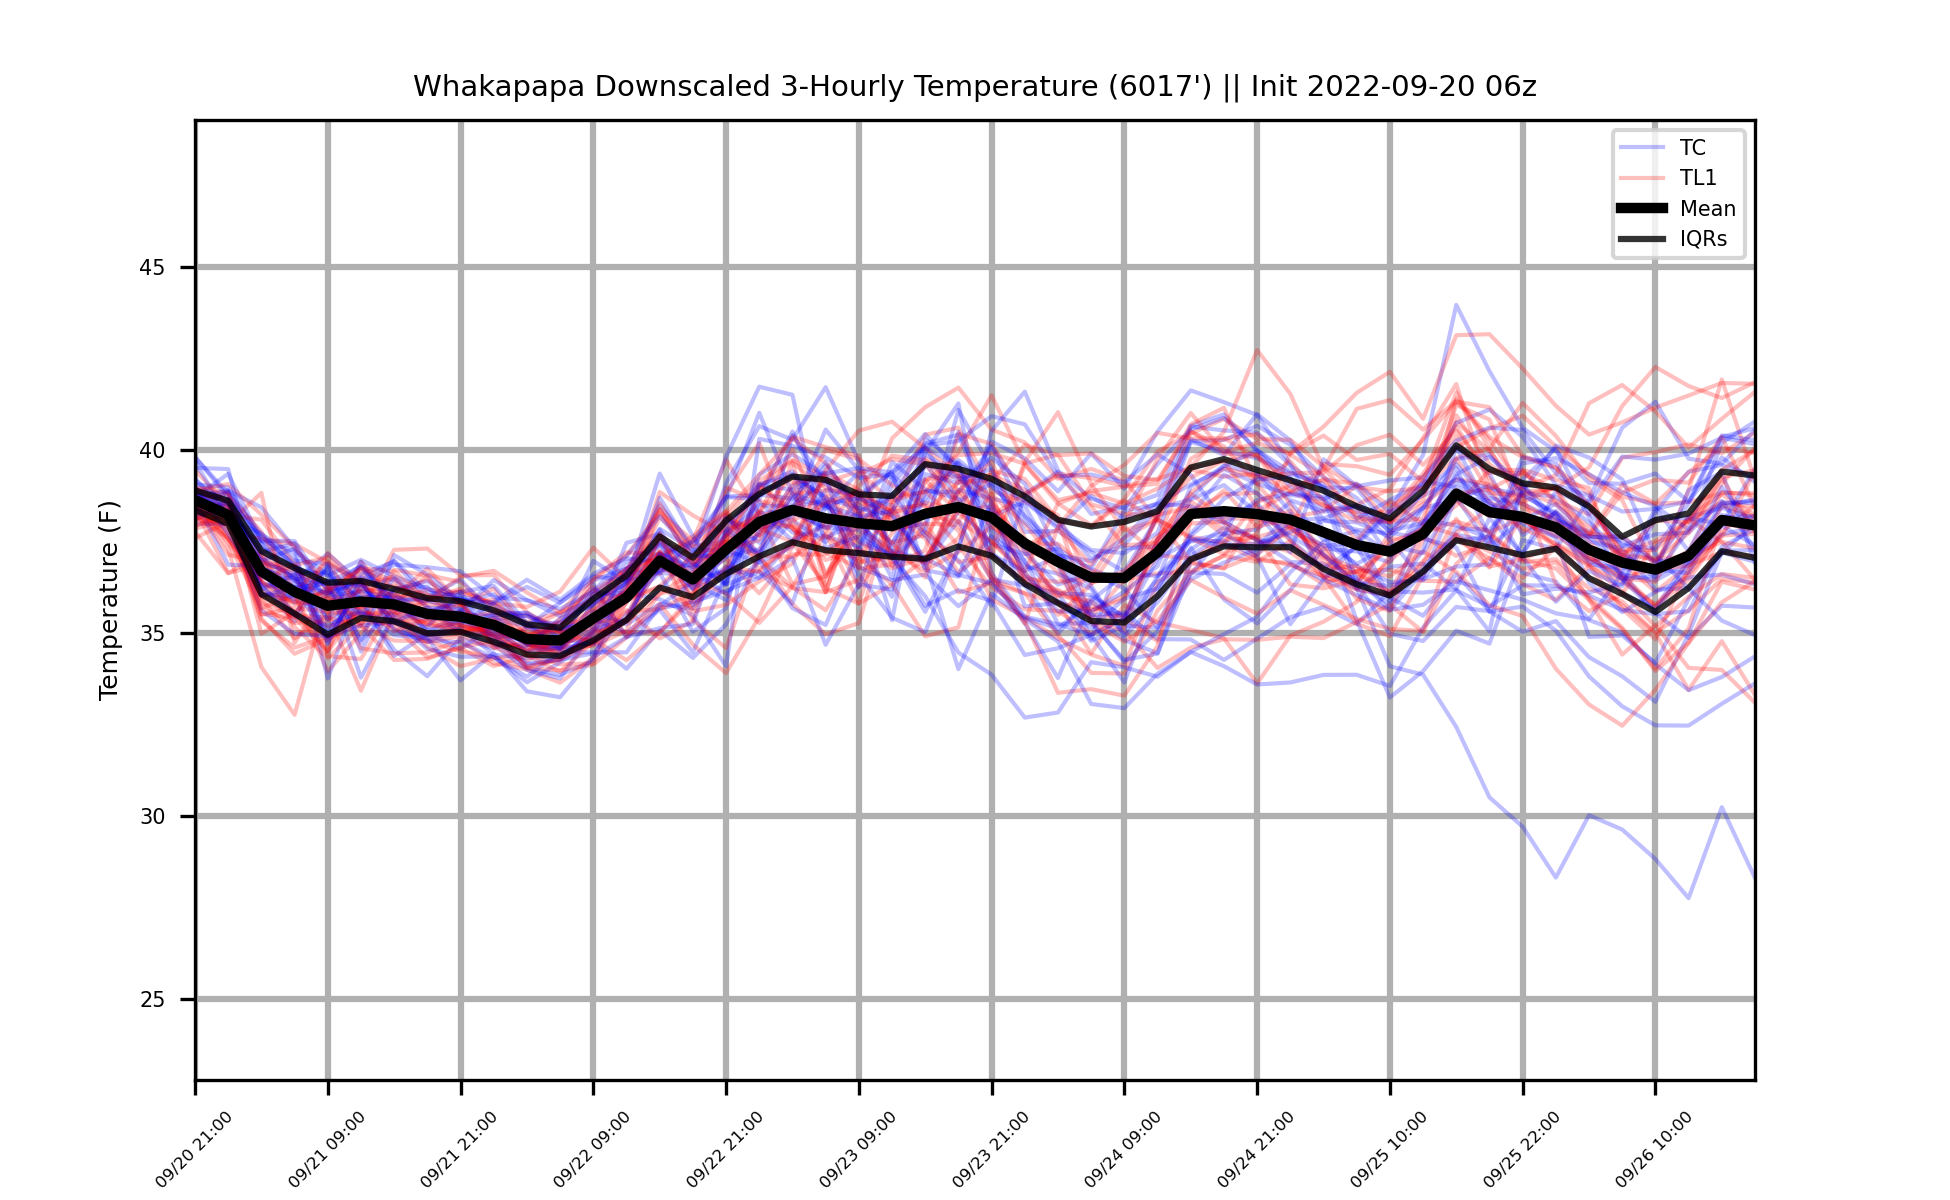 Whakapapa Downscaled 3-Hourly Temperature (6017') || Init 2022-09-20 06z
TC
TL1
Mean
IQRs
Temperature (F)
45
40
35
30
25
09/20 21:00
09/21 09:00
09/21 21:00
09/22 09:00
09/22 21:00
09/23 09:00
09/23 21:00
09/24 09:00
09/24 21:00
09/25 10:00
09/25 22:00
09/26 10:00